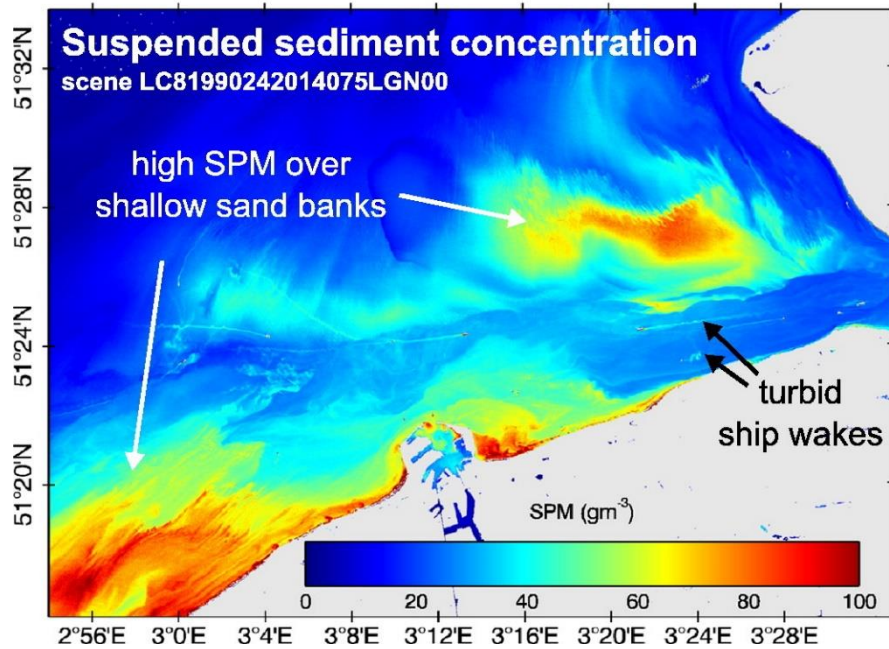 Suspended sediment concentration
scene LC81990242014075LGN00
high SPM over
shallow sand banks
turbid
ship wakes
SPM (gm⁻³)
0 20 40 60 80 100
51°32'N
51°28'N
51°24'N
51°20'N
2°56'E 3°0'E 3°4'E 3°8'E 3°12'E 3°16'E 3°20'E 3°24'E 3°28'E